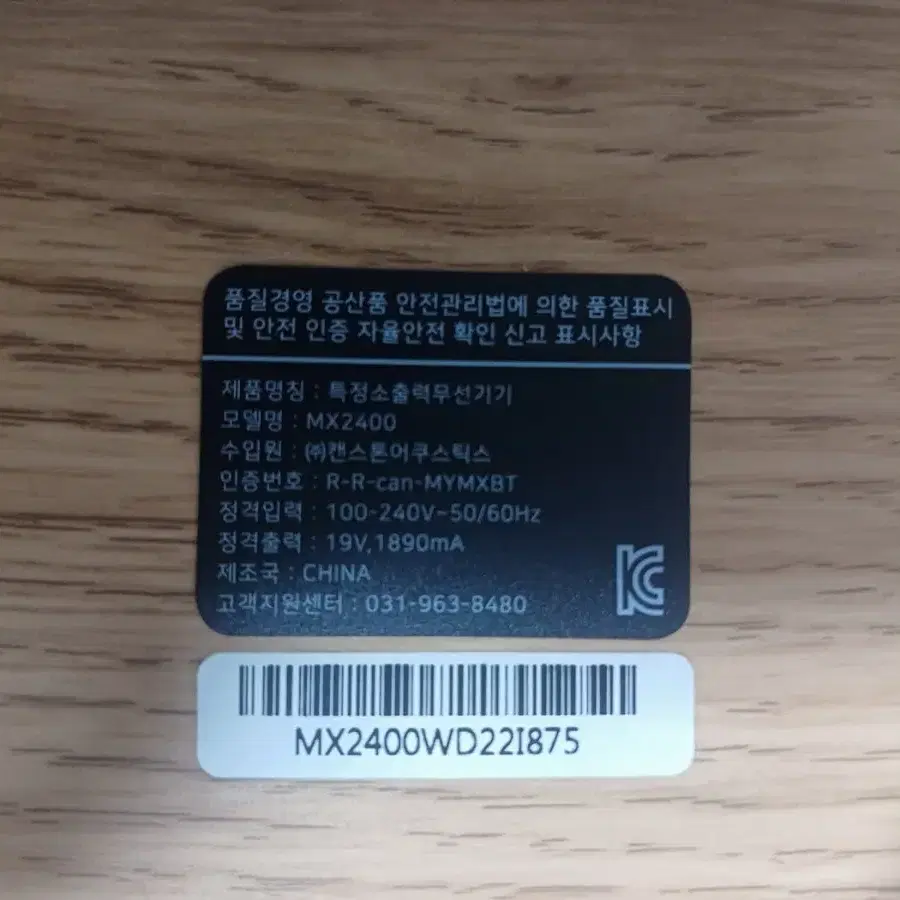 품질경영 공산품 안전관리법에 의한 품질표시
및 안전 인증 자율안전 확인 신고 표시사항
제품명칭 : 특정소출력무선기기
모델명 : MX2400
수입원 : ㈜캔스톤어쿠스틱스
인증번호 : R-R-can-MYMXBT
정격입력 : 100-240V~50/60Hz
정격출력 : 19V,1890mA
제조국 : CHINA
고객지원센터 : 031-963-8480
MX2400WD22I875